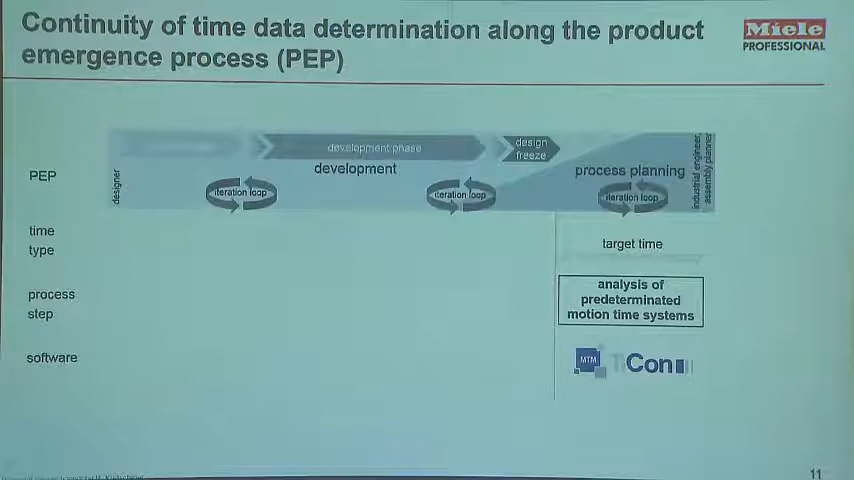 Continuity of time data determination along the product
emergence process (PEP)
Miele
PROFESSIONAL
development phase
design
freeze
PEP
designer
development
process planning
industrial engineer,
assembly planner
iteration loop
iteration loop
iteration loop
time
type
target time
process
step
analysis of
predeterminated
motion time systems
software
MTM
TiCon
11